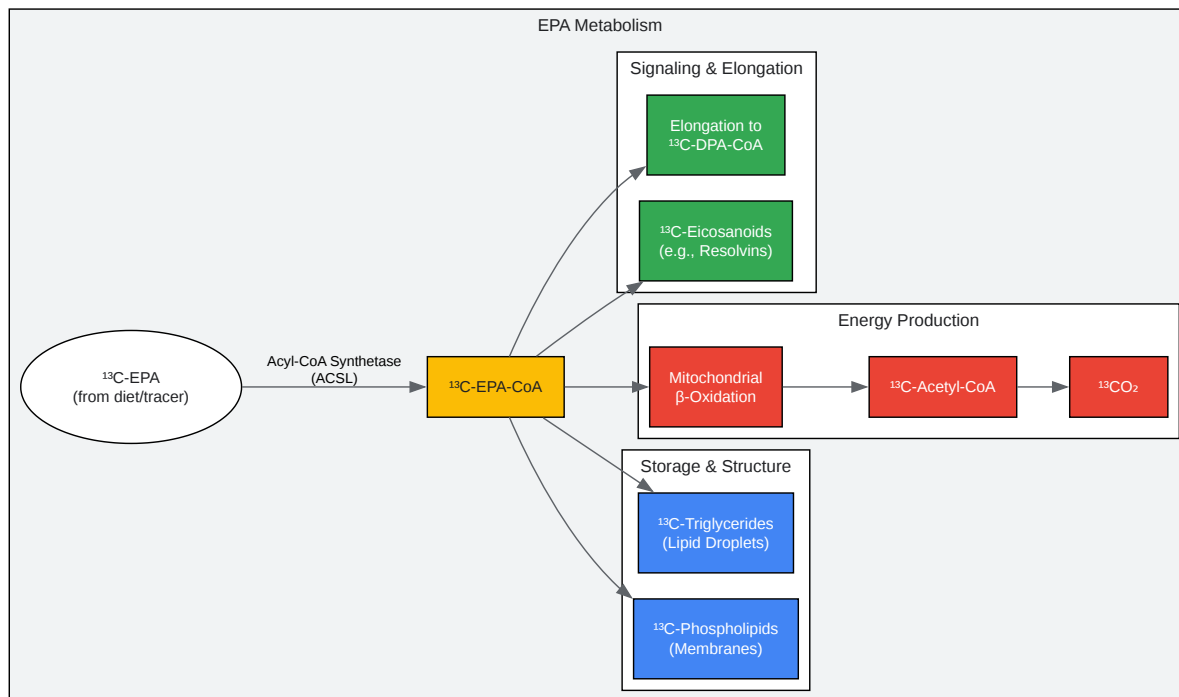 EPA Metabolism
Signaling & Elongation
Elongation to
¹³C-DPA-CoA
¹³C-Eicosanoids
(e.g., Resolvins)
Energy Production
¹³C-EPA
(from diet/tracer)
Acyl-CoA Synthetase
(ACSL)
¹³C-EPA-CoA
Mitochondrial
β-Oxidation
¹³C-Acetyl-CoA
¹³CO₂
Storage & Structure
¹³C-Triglycerides
(Lipid Droplets)
¹³C-Phospholipids
(Membranes)